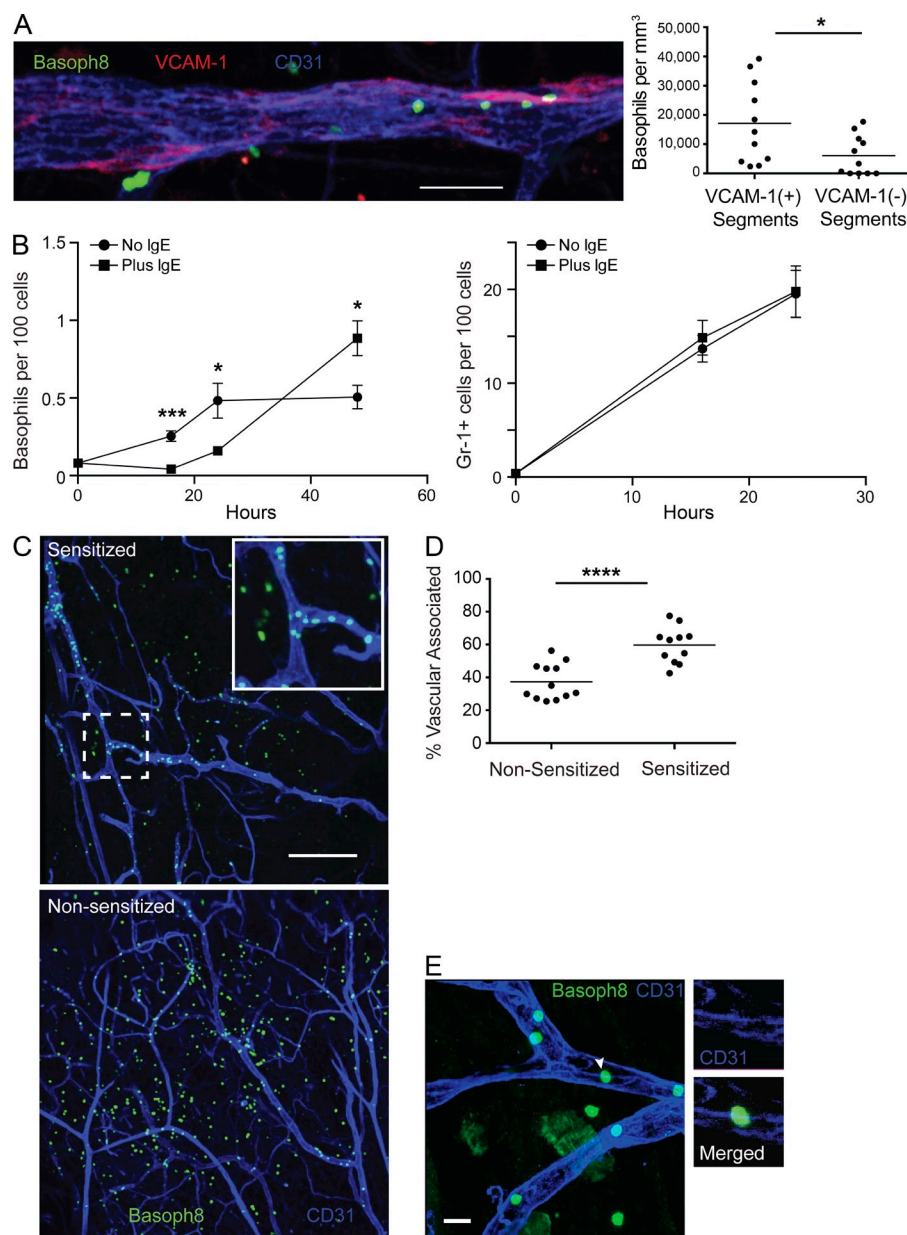 A
Basoph8 VCAM-1 CD31
Basophils per mm³
50,000
40,000
30,000
20,000
10,000
0
*
VCAM-1(+) Segments
VCAM-1(-) Segments
B
No IgE
Plus IgE
Basophils per 100 cells
1.5
1
0.5
0
***
*
*
0 20 40 60
Hours
No IgE
Plus IgE
Gr-1+ cells per 100 cells
20
10
0
0 10 20 30
Hours
C
Sensitized
Non-sensitized
Basoph8 CD31
D
% Vascular Associated
100
80
60
40
20
0
****
Non-Sensitized Sensitized
E
Basoph8 CD31
CD31
Merged